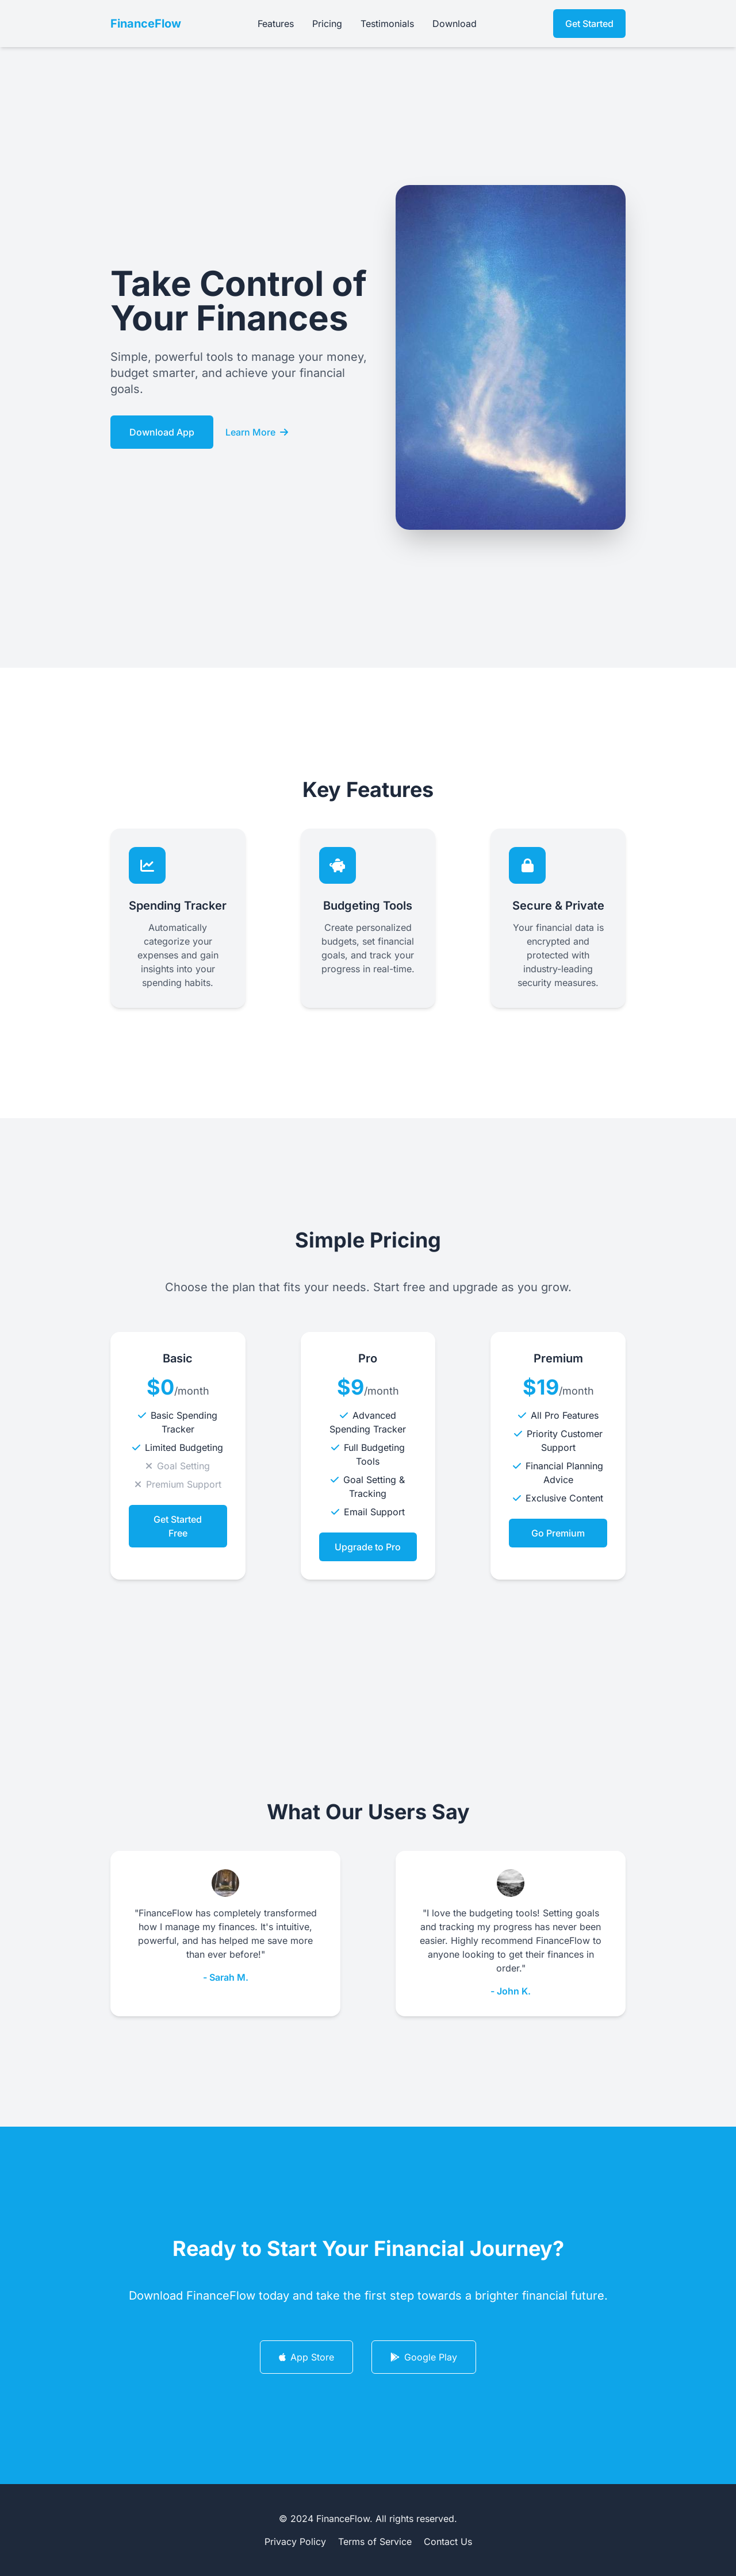 FinanceFlow
Features
Pricing
Testimonials
Download
Get Started
Take Control of
Your Finances
Simple, powerful tools to manage your money,
budget smarter, and achieve your financial
goals.
Download App
Learn More
Key Features
Spending Tracker
Automatically
categorize your
expenses and gain
insights into your
spending habits.
Budgeting Tools
Create personalized
budgets, set financial
goals, and track your
progress in real-time.
Secure & Private
Your financial data is
encrypted and
protected with
industry-leading
security measures.
Simple Pricing
Choose the plan that fits your needs. Start free and upgrade as you grow.
Basic
$0/month
Basic Spending
Tracker
Limited Budgeting
Goal Setting
Premium Support
Get Started
Free
Pro
$9/month
Advanced
Spending Tracker
Full Budgeting
Tools
Goal Setting &
Tracking
Email Support
Upgrade to Pro
Premium
$19/month
All Pro Features
Priority Customer
Support
Financial Planning
Advice
Exclusive Content
Go Premium
What Our Users Say
"FinanceFlow has completely transformed
how I manage my finances. It's intuitive,
powerful, and has helped me save more
than ever before!"
- Sarah M.
"I love the budgeting tools! Setting goals
and tracking my progress has never been
easier. Highly recommend FinanceFlow to
anyone looking to get their finances in
order."
- John K.
Ready to Start Your Financial Journey?
Download FinanceFlow today and take the first step towards a brighter financial future.
App Store
Google Play
© 2024 FinanceFlow. All rights reserved.
Privacy Policy
Terms of Service
Contact Us